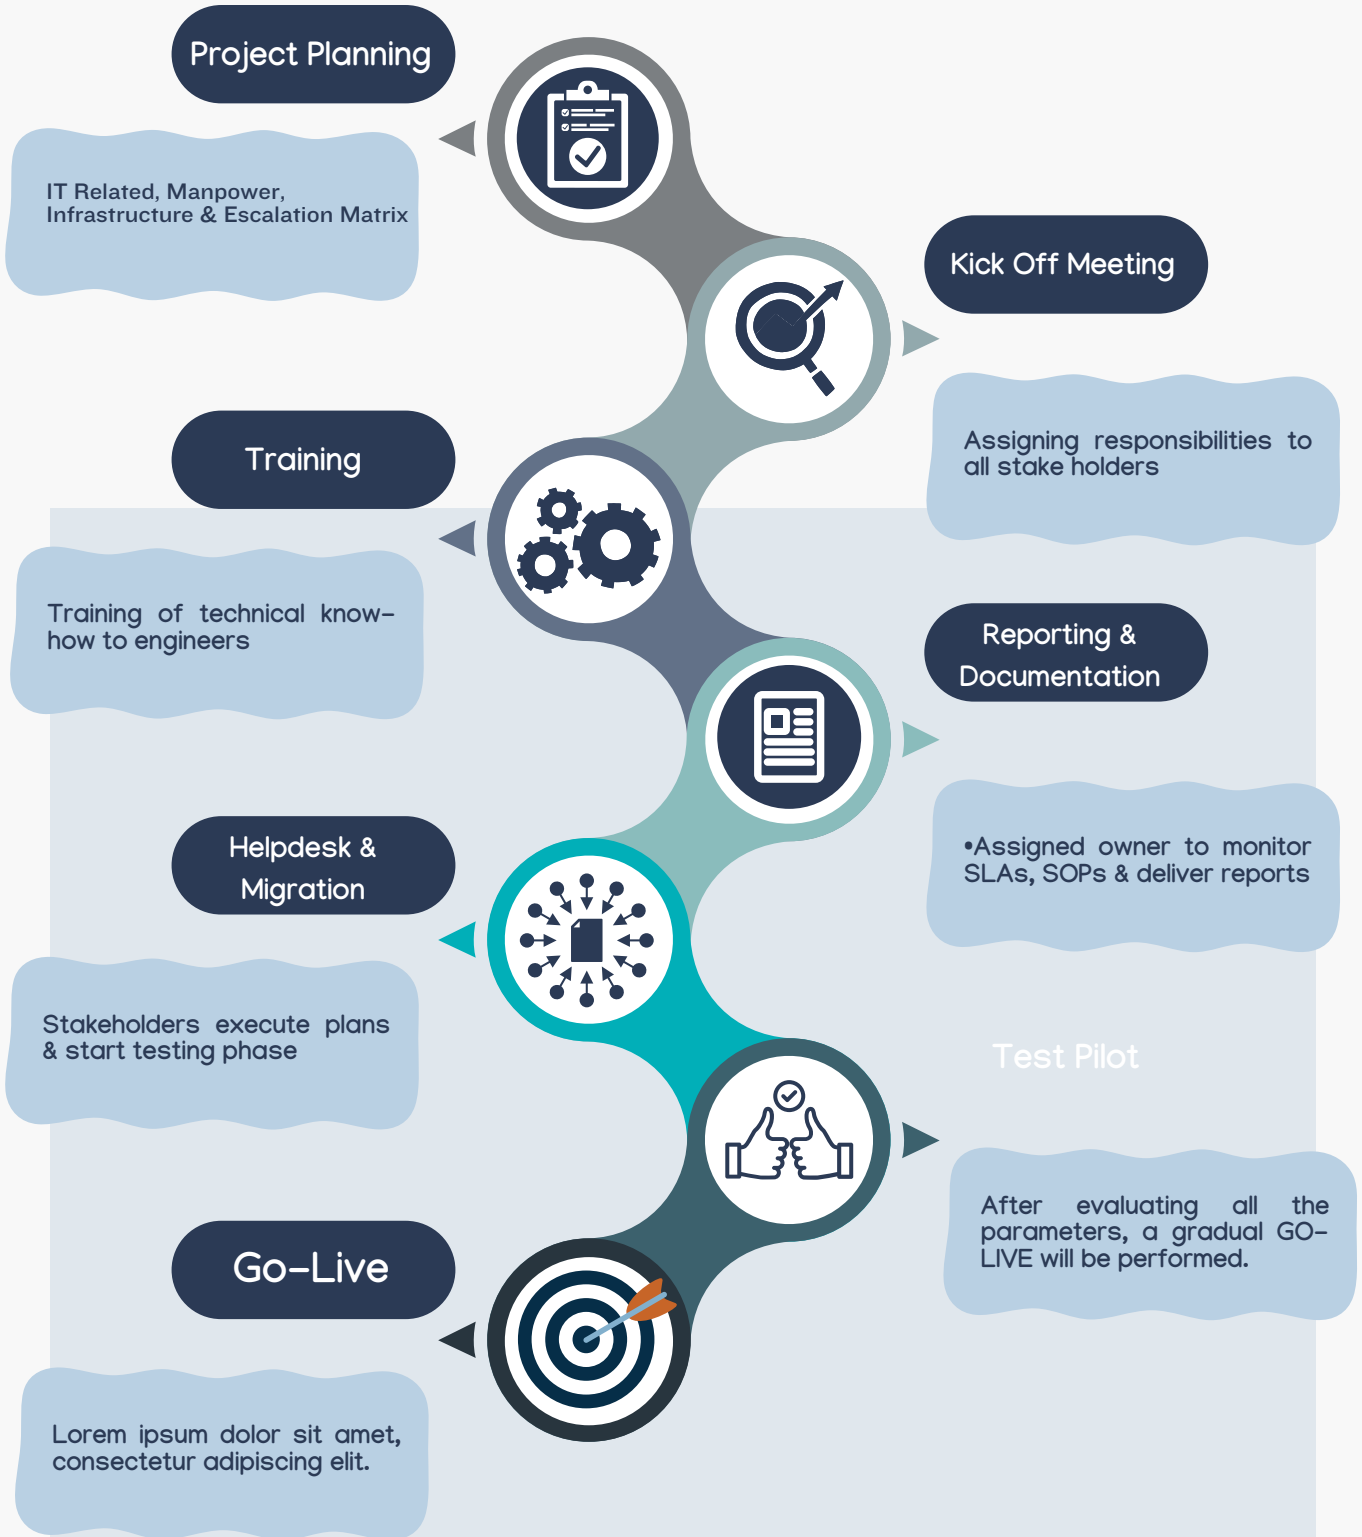 Project Planning
IT Related, Manpower,
Infrastructure & Escalation Matrix
Kick Off Meeting
Assigning responsibilities to
all stake holders
Training
Training of technical know-
how to engineers
Reporting &
Documentation
•Assigned owner to monitor
SLAs, SOPs & deliver reports
Helpdesk &
Migration
Stakeholders execute plans
& start testing phase
Test Pilot
After evaluating all the
parameters, a gradual GO-
LIVE will be performed.
Go-Live
Lorem ipsum dolor sit amet,
consectetur adipiscing elit.